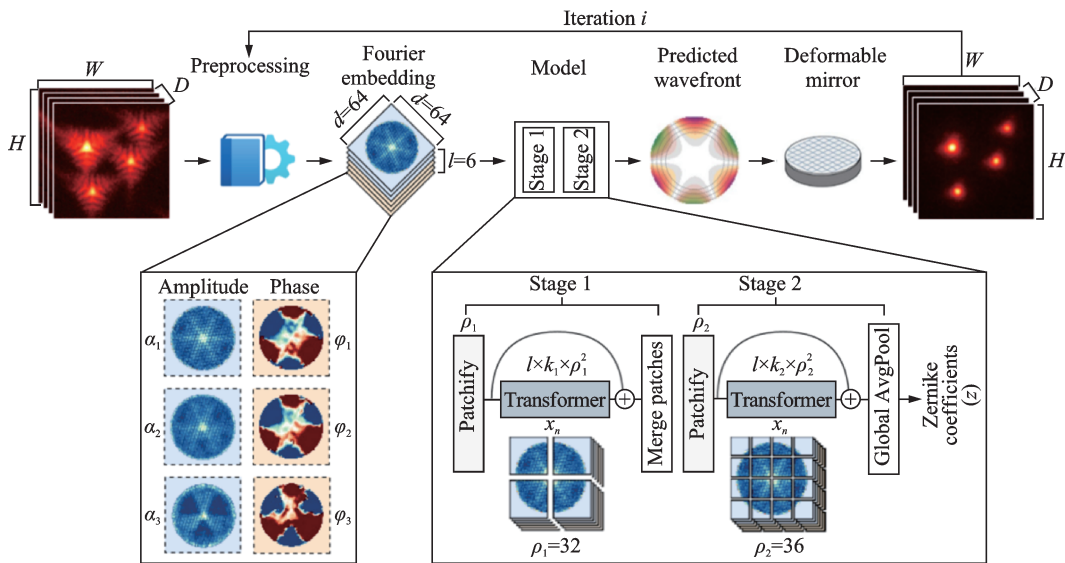 Iteration i
W
D
H
Preprocessing
Fourier
embedding
d=64
d=64
l=6
Model
Stage 1
Stage 2
Predicted
wavefront
Deformable
mirror
W
D
H
Amplitude
Phase
α₁
φ₁
α₂
φ₂
α₃
φ₃
Stage 1
ρ₁
Patchify
l×k₁×ρ₁²
Transformer
+
xₙ
Merge patches
ρ₁=32
Stage 2
ρ₂
Patchify
l×k₂×ρ₂²
Transformer
+
xₙ
Global AvgPool
ρ₂=36
Zernike
coefficients
(z)